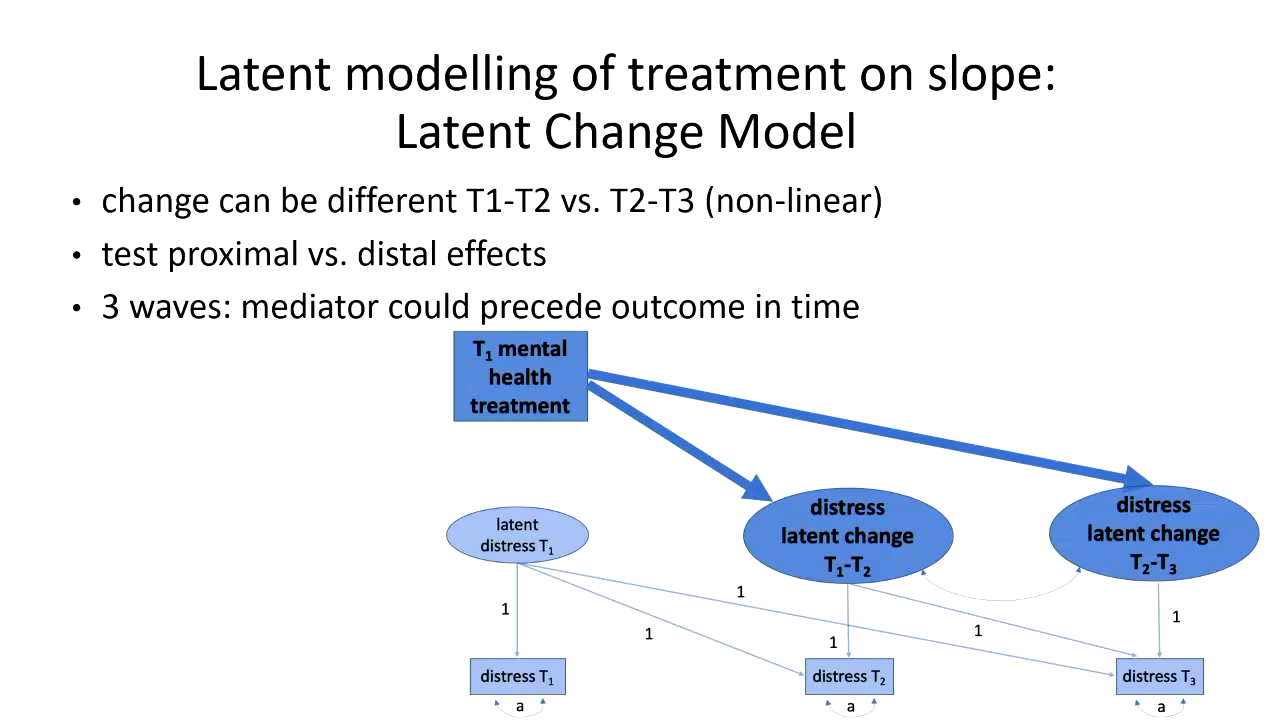 Latent modelling of treatment on slope:
Latent Change Model
• change can be different T1-T2 vs. T2-T3 (non-linear)
• test proximal vs. distal effects
• 3 waves: mediator could precede outcome in time
T₁ mental
health
treatment
latent
distress T₁
distress
latent change
T₁-T₂
distress
latent change
T₂-T₃
1
1
1
1
1
1
distress T₁
distress T₂
distress T₃
a
a
a